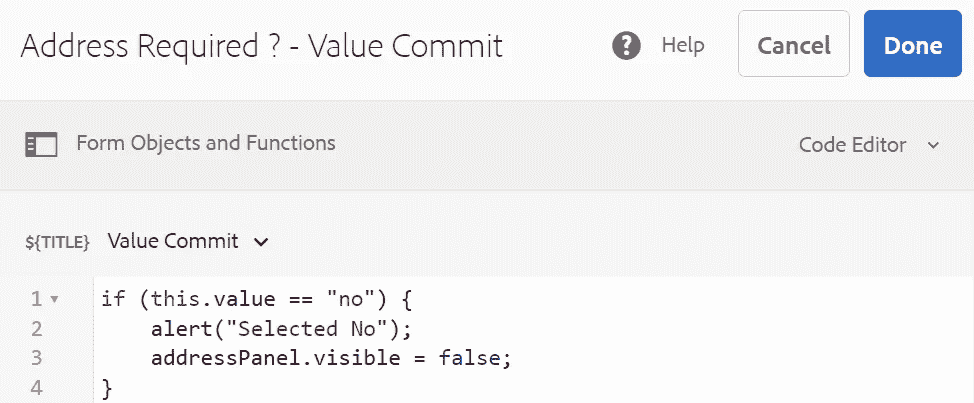 Address Required ? - Value Commit
? Help
Cancel
Done
Form Objects and Functions
Code Editor
${TITLE} Value Commit
1 if (this.value == "no") {
2     alert("Selected No");
3     addressPanel.visible = false;
4 }